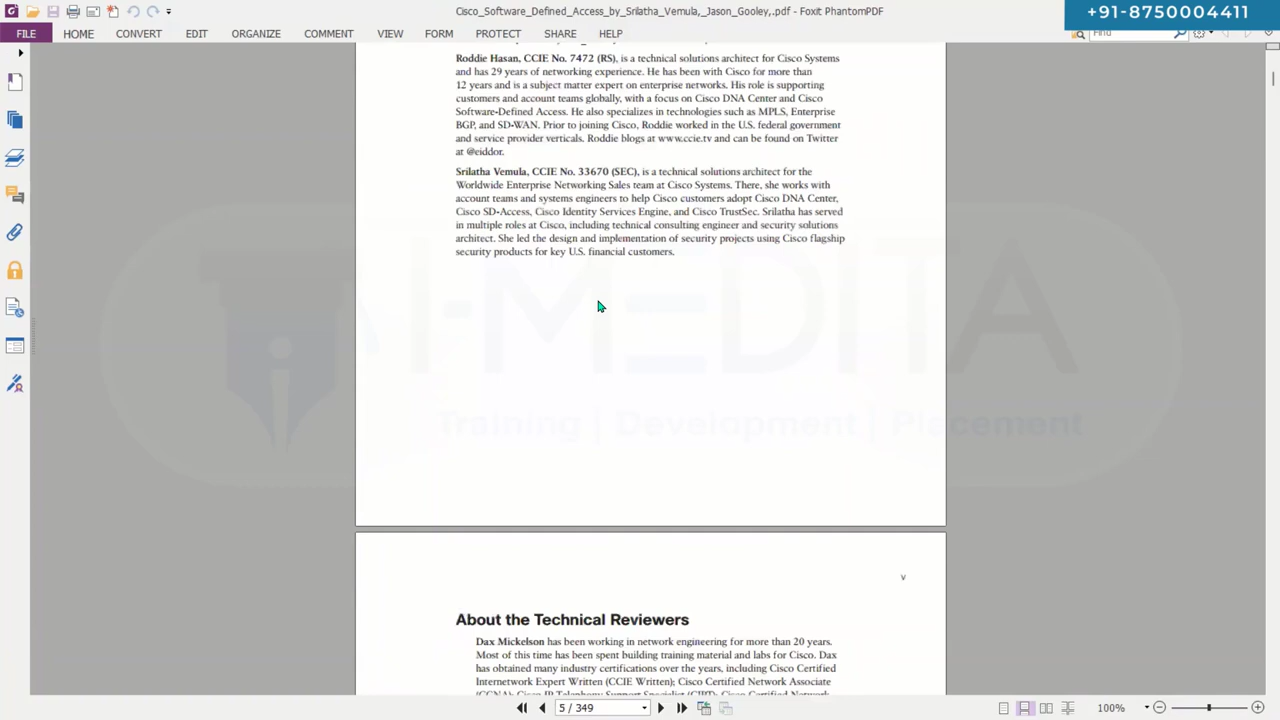 Cisco_Software_Defined_Access_by_Srilatha_Vemula,_Jason_Gooley,.pdf - Foxit PhantomPDF
+91-8750004411
FILE HOME CONVERT EDIT ORGANIZE COMMENT VIEW FORM PROTECT SHARE HELP
Find
Roddie Hasan, CCIE No. 7472 (RS), is a technical solutions architect for Cisco Systems
and has 29 years of networking experience. He has been with Cisco for more than
12 years and is a subject matter expert on enterprise networks. His role is supporting
customers and account teams globally, with a focus on Cisco DNA Center and Cisco
Software-Defined Access. He also specializes in technologies such as MPLS, Enterprise
BGP, and SD-WAN. Prior to joining Cisco, Roddie worked in the U.S. federal government
and service provider verticals. Roddie blogs at www.ccie.tv and can be found on Twitter
at @eiddor.
Srilatha Vemula, CCIE No. 33670 (SEC), is a technical solutions architect for the
Worldwide Enterprise Networking Sales team at Cisco Systems. There, she works with
account teams and systems engineers to help Cisco customers adopt Cisco DNA Center,
Cisco SD-Access, Cisco Identity Services Engine, and Cisco TrustSec. Srilatha has served
in multiple roles at Cisco, including technical consulting engineer and security solutions
architect. She led the design and implementation of security projects using Cisco flagship
security products for key U.S. financial customers.
I-MEDITA
Training | Development | Placement
v
About the Technical Reviewers
Dax Mickelson has been working in network engineering for more than 20 years.
Most of this time has been spent building training material and labs for Cisco. Dax
has obtained many industry certifications over the years, including Cisco Certified
Internetwork Expert Written (CCIE Written); Cisco Certified Network Associate
(CCNA); Cisco IP Telephony Support Specialist (CIPT); Cisco Certified Network
5 / 349
100%